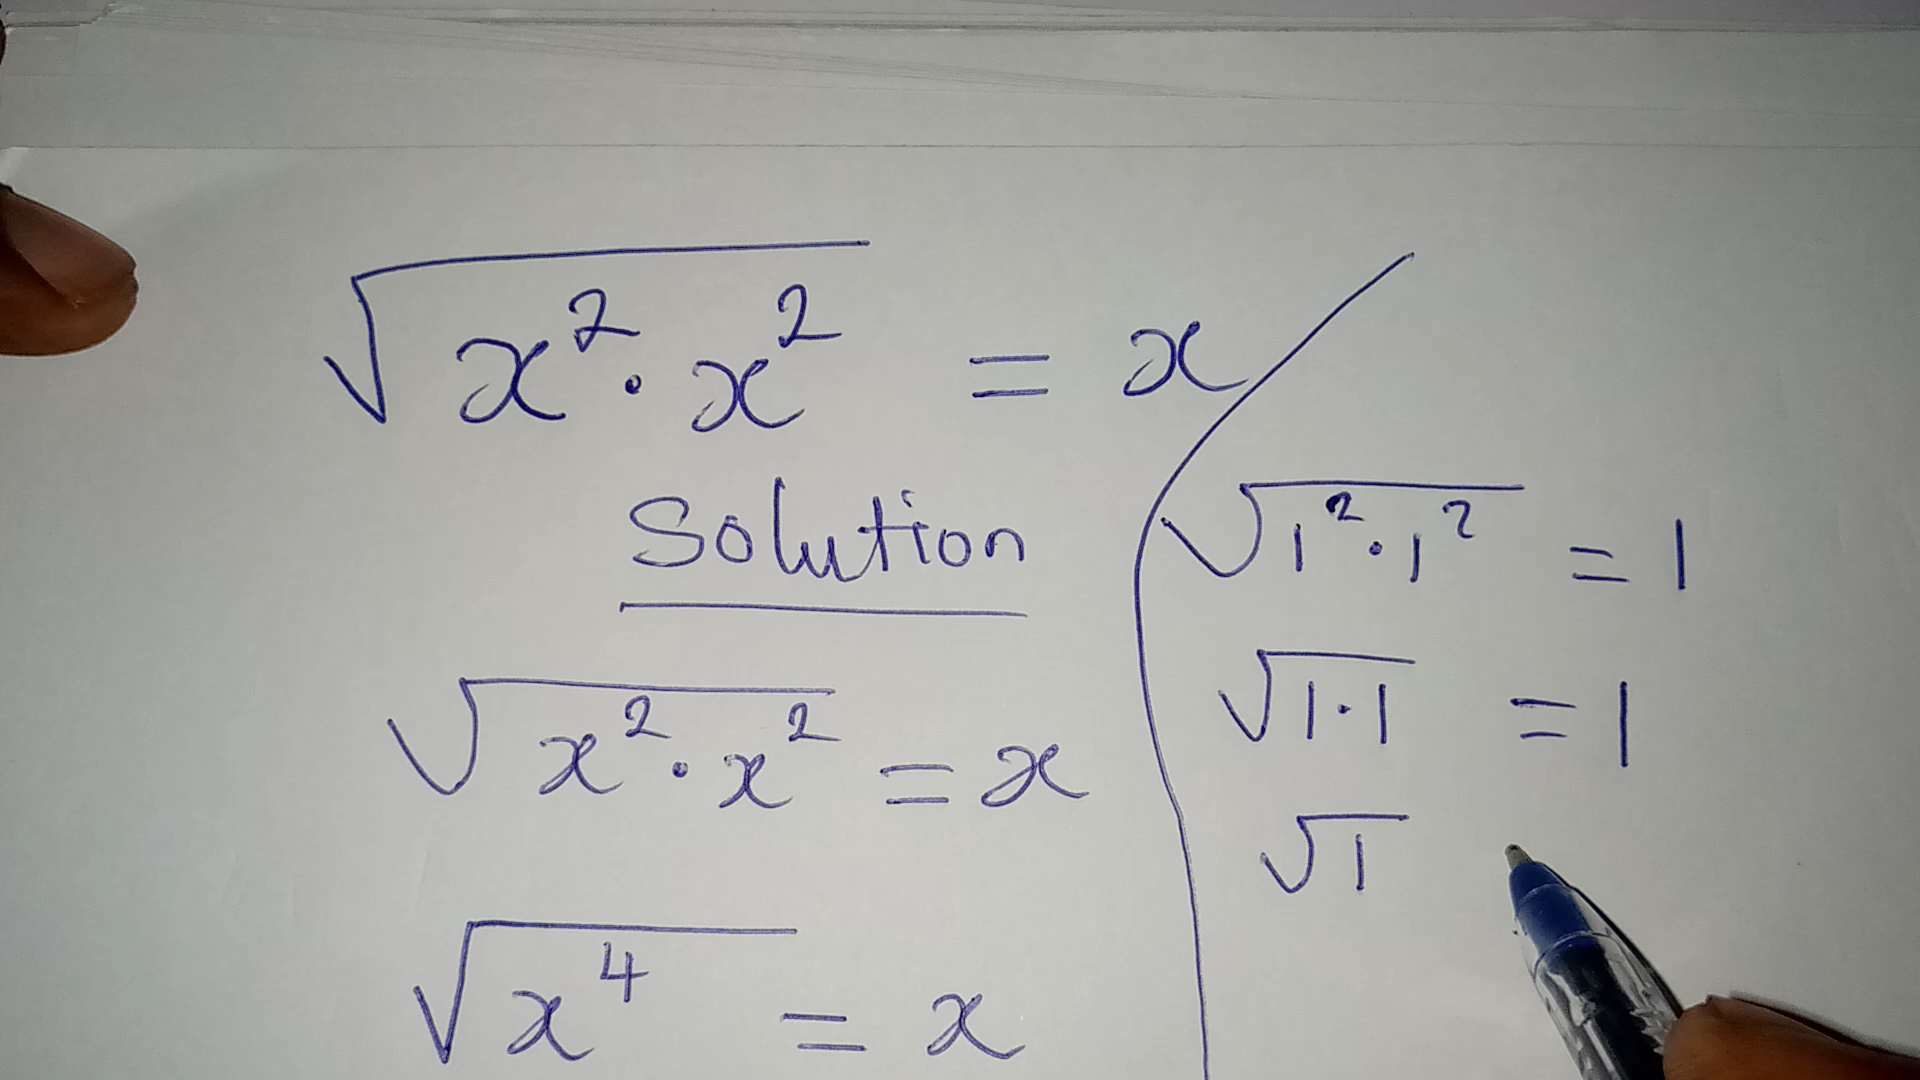 √(x²·x²) = x
Solution
√(x²·x²) = x
√(x⁴) = x
√(1²·1²) = 1
√(1·1) = 1
√1